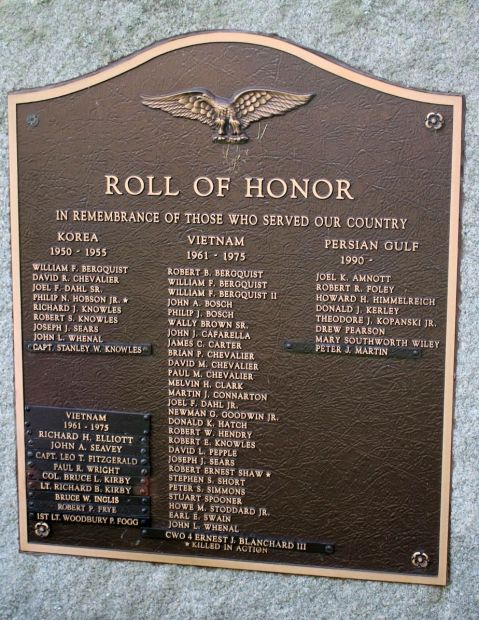 ROLL OF HONOR
IN REMEMBRANCE OF THOSE WHO SERVED OUR COUNTRY
KOREA
1950 - 1955
WILLIAM F. BERGQUIST
DAVID R. CHEVALIER
JOEL F. DAHL SR.
PHILIP N. HOBSON JR. ★
RICHARD J. KNOWLES
ROBERT S. KNOWLES
JOSEPH J. SEARS
JOHN L. WHENAL
CAPT. STANLEY W. KNOWLES
VIETNAM
1961 - 1975
RICHARD H. ELLIOTT
JOHN A. SEAVEY
CAPT. LEO T. FITZGERALD
PAUL R. WRIGHT
COL. BRUCE L. KIRBY
LT. RICHARD B. KIRBY
BRUCE W. INGLIS
ROBERT P. FRYE
1ST LT. WOODBURY P. FOGG
VIETNAM
1961 - 1975
ROBERT B. BERGQUIST
WILLIAM F. BERGQUIST
WILLIAM F. BERGQUIST II
JOHN A. BOSCH
PHILIP J. BOSCH
WALLY BROWN SR.
JOHN J. CAFARELLA
JAMES C. CARTER
BRIAN P. CHEVALIER
DAVID M. CHEVALIER
PAUL M. CHEVALIER
MELVIN H. CLARK
MARTIN J. CONNARTON
JOEL F. DAHL JR.
NEWMAN G. GOODWIN JR.
DONALD K. HATCH
ROBERT W. HENDRY
ROBERT E. KNOWLES
DAVID L. PEPPLE
JOSEPH J. SEARS
ROBERT ERNEST SHAW ★
STEPHEN S. SHORT
PETER S. SIMMONS
STUART SPOONER
HOWE M. STODDARD JR.
EARL E. SWAIN
JOHN L. WHENAL
CWO 4 ERNEST J. BLANCHARD III
★ KILLED IN ACTION
PERSIAN GULF
1990 -
JOEL K. AMNOTT
ROBERT R. FOLEY
HOWARD H. HIMMELREICH
DONALD J. KERLEY
THEODORE J. KOPANSKI JR.
DREW PEARSON
MARY SOUTHWORTH WILEY
PETER J. MARTIN